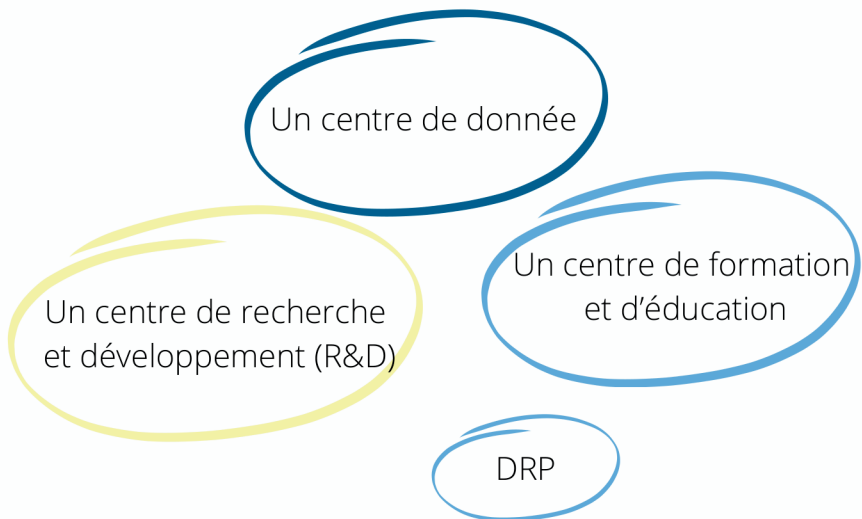 Un centre de donnée
Un centre de formation
et d’éducation
Un centre de recherche
et développement (R&D)
DRP